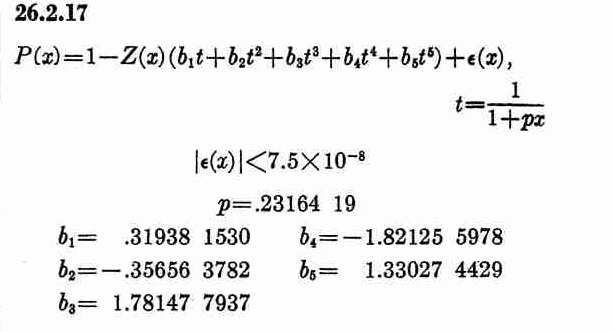 26.2.17
P(x)=1−Z(x)(b₁t+b₂t²+b₃t³+b₄t⁴+b₅t⁵)+ϵ(x),
t=1/(1+px)
|ϵ(x)|<7.5×10⁻⁸
p=.23164 19
b₁= .31938 1530 b₄=−1.82125 5978
b₂=−.35656 3782 b₅= 1.33027 4429
b₃= 1.78147 7937